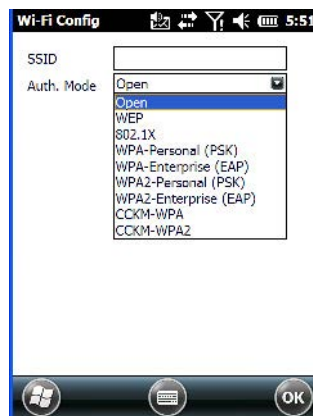 Wi-Fi Config 5:51
SSID
Auth. Mode Open
Open
WEP
802.1X
WPA-Personal (PSK)
WPA-Enterprise (EAP)
WPA2-Personal (PSK)
WPA2-Enterprise (EAP)
CCKM-WPA
CCKM-WPA2
OK